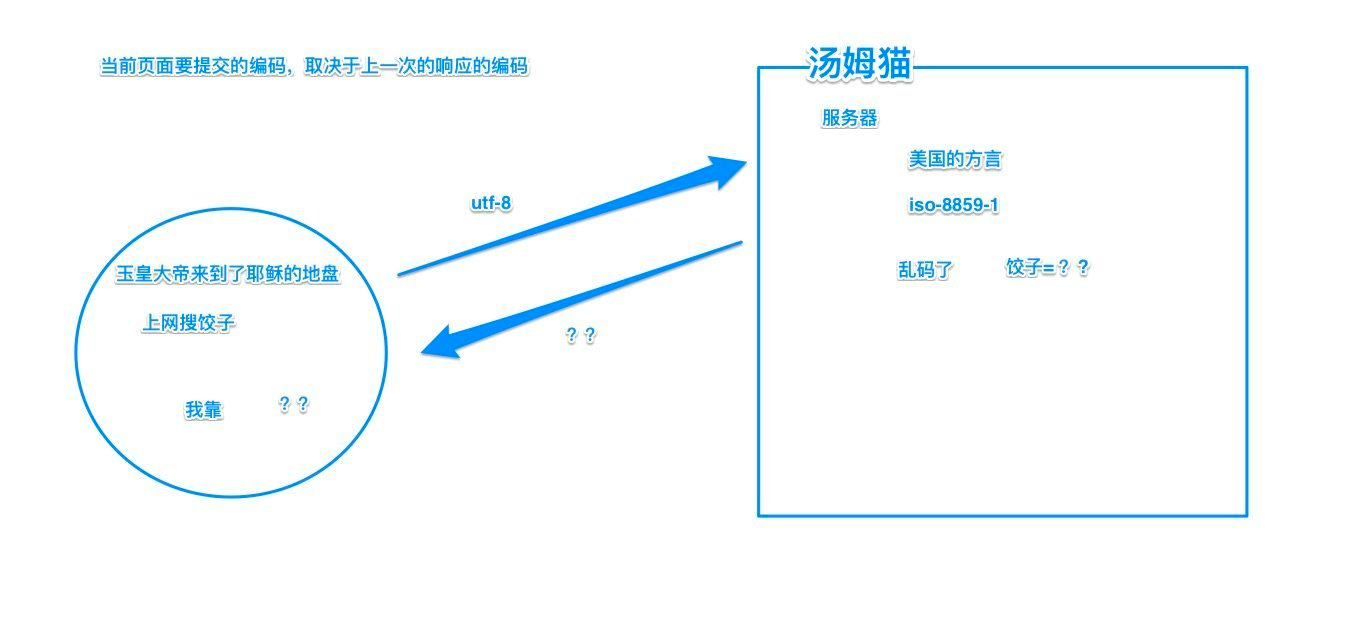 当前页面要提交的编码，取决于上一次的响应的编码
汤姆猫
服务器
美国的方言
iso-8859-1
乱码了 饺子=？？
utf-8
？？
玉皇大帝来到了耶稣的地盘
上网搜饺子
我靠 ？？